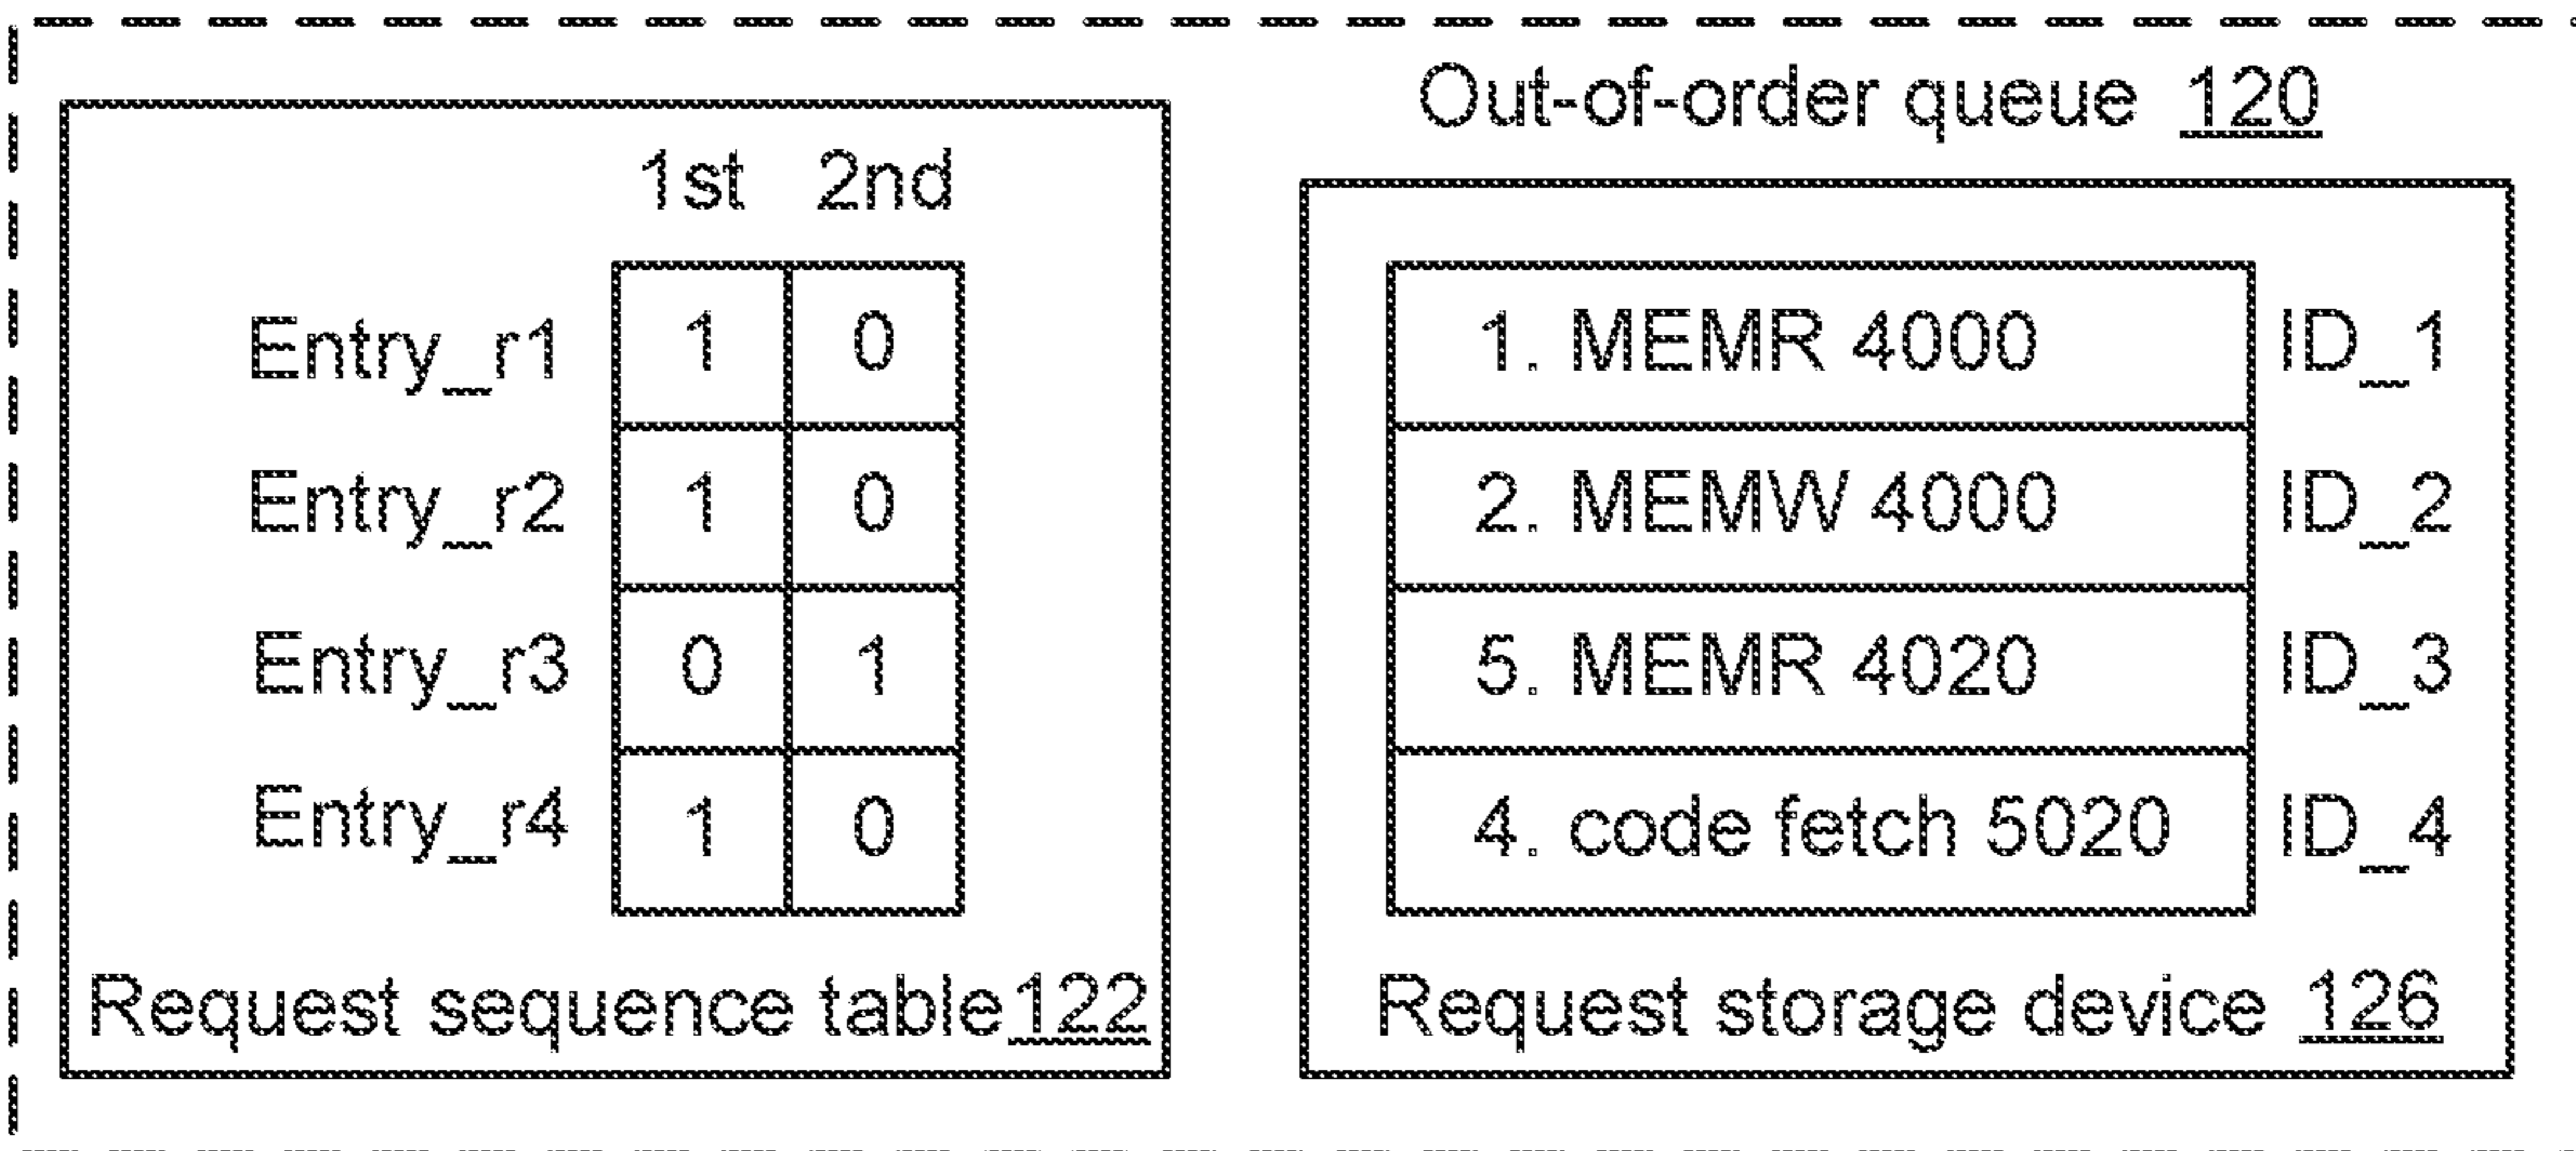 Out-of-order queue 120
1st 2nd
Entry_r1 1 0
Entry_r2 1 0
Entry_r3 0 1
Entry_r4 1 0
Request sequence table 122
1. MEMR 4000 ID_1
2. MEMW 4000 ID_2
5. MEMR 4020 ID_3
4. code fetch 5020 ID_4
Request storage device 126